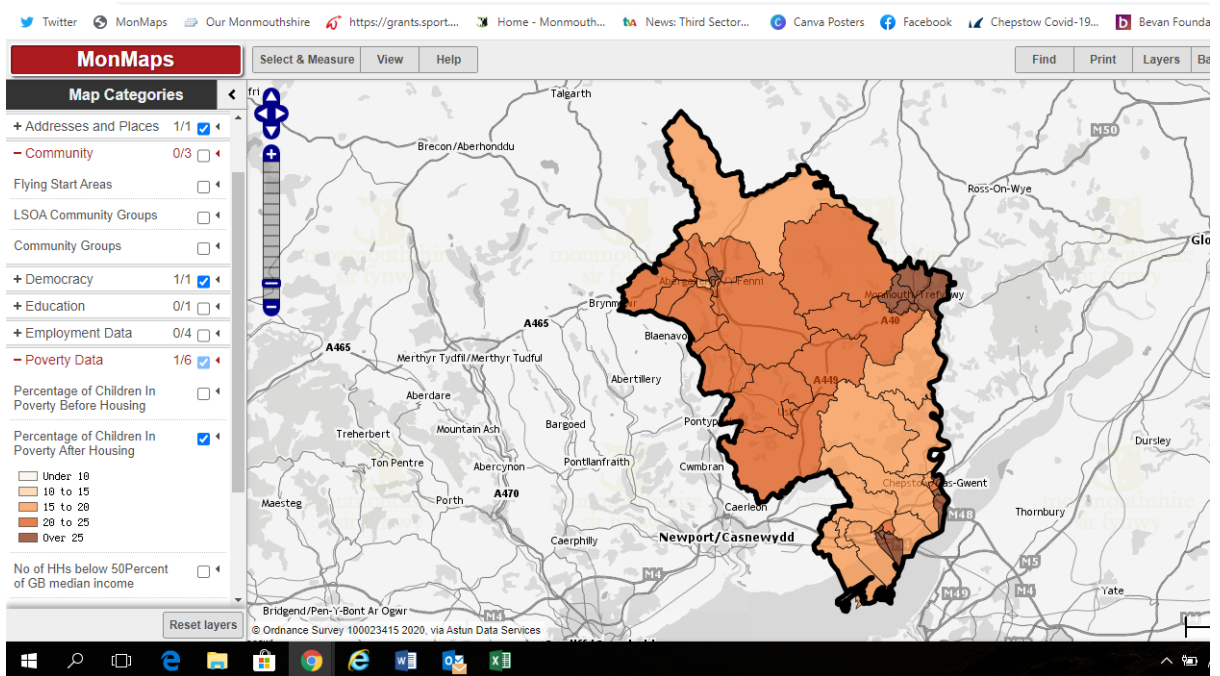 Twitter MonMaps Our Monmouthshire https://grants.sport.... Home - Monmouth... News: Third Sector... Canva Posters Facebook Chepstow Covid-19... Bevan Founda
MonMaps
Select & Measure View Help Find Print Layers Ba
Map Categories
+ Addresses and Places 1/1
− Community 0/3
Flying Start Areas
LSOA Community Groups
Community Groups
+ Democracy 1/1
+ Education 0/1
+ Employment Data 0/4
− Poverty Data 1/6
Percentage of Children In
Poverty Before Housing
Percentage of Children In
Poverty After Housing
Under 10
10 to 15
15 to 20
20 to 25
Over 25
No of HHs below 50Percent
of GB median income
Reset layers
Talgarth
M50
Brecon/Aberhonddu
Ross-On-Wye
Glo
A40
Blaenavo
A465
A465
Merthyr Tydfil/Merthyr Tudful
Abertillery
A449
Aberdare
Usk
Treherbert
Mountain Ash
Bargoed
Dursley
Ton Pentre
Abercynon
Pontllanfraith
Cwmbran
Chepstow/Cas-Gwent
Maesteg
Porth
A470
Caerleon
M48
Thornbury
Caerphilly
Newport/Casnewydd
M5
M4
M49
M4
Yate
Bridgend/Pen-Y-Bont Ar Ogwr
M4
© Ordnance Survey 100023415 2020, via Astun Data Services